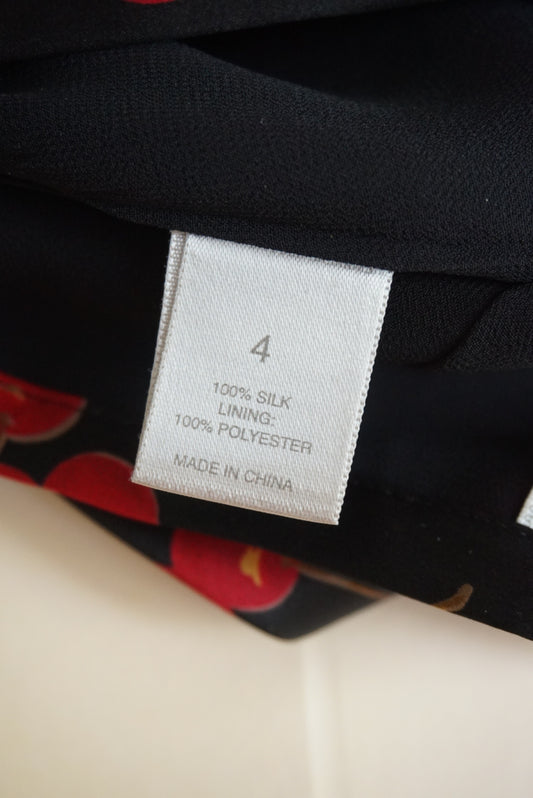 4
100% SILK
LINING:
100% POLYESTER
MADE IN CHINA